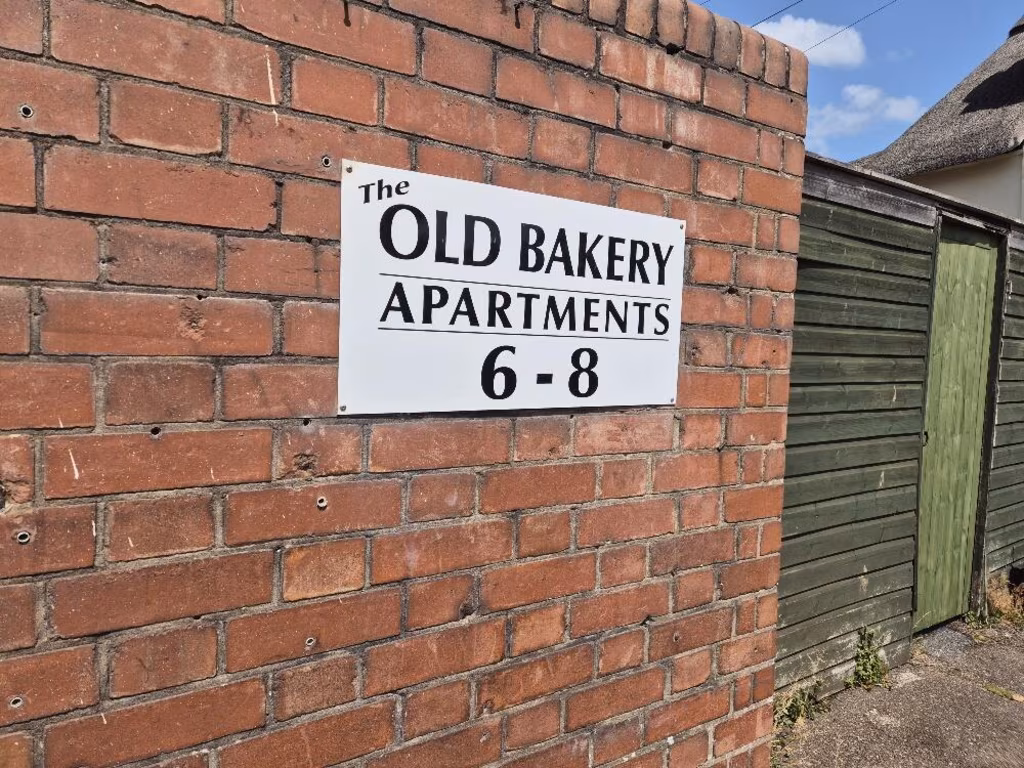 The
OLD BAKERY
APARTMENTS
6 - 8